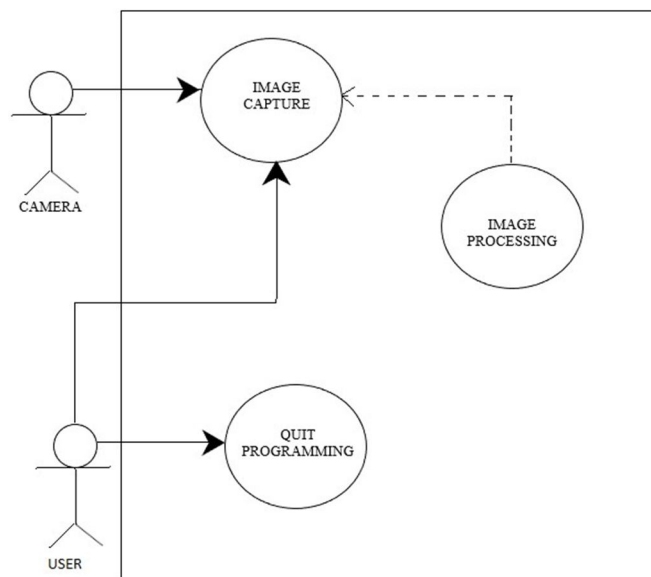 IMAGE
CAPTURE
CAMERA
IMAGE
PROCESSING
QUIT
PROGRAMMING
USER